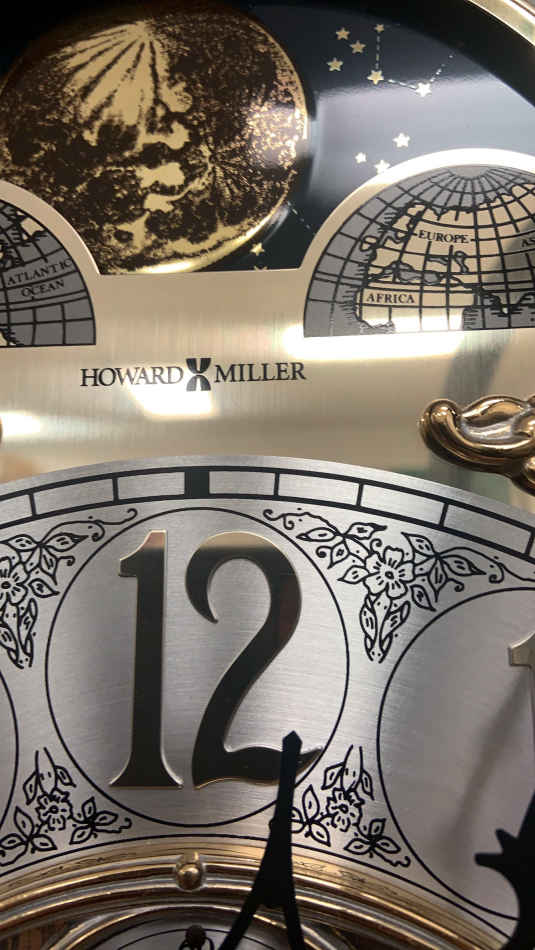 ATLANTIC
OCEAN
EUROPE
AFRICA
HOWARD MILLER
12